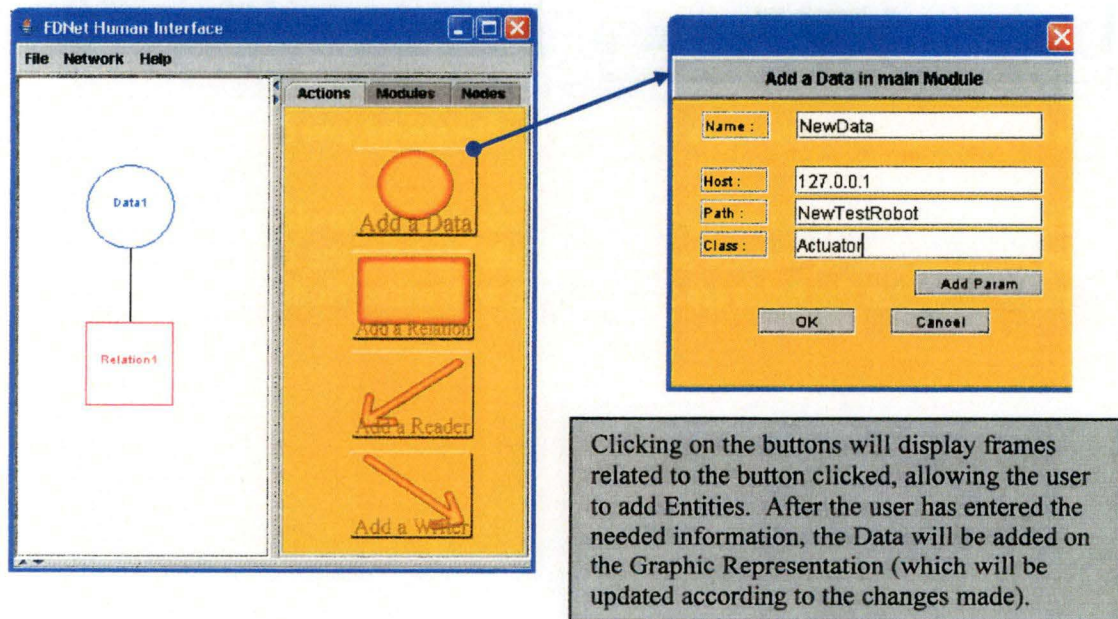 FDNet Human Interface
File Network Help
Actions Modules Nodes
Data1
Relation1
Add a Data
Add a Relation
Add a Reader
Add a Writer
Add a Data in main Module
Name : NewData
Host : 127.0.0.1
Path : NewTestRobot
Class : Actuator
Add Param
OK Cancel
Clicking on the buttons will display frames
related to the button clicked, allowing the user
to add Entities. After the user has entered the
needed information, the Data will be added on
the Graphic Representation (which will be
updated according to the changes made).